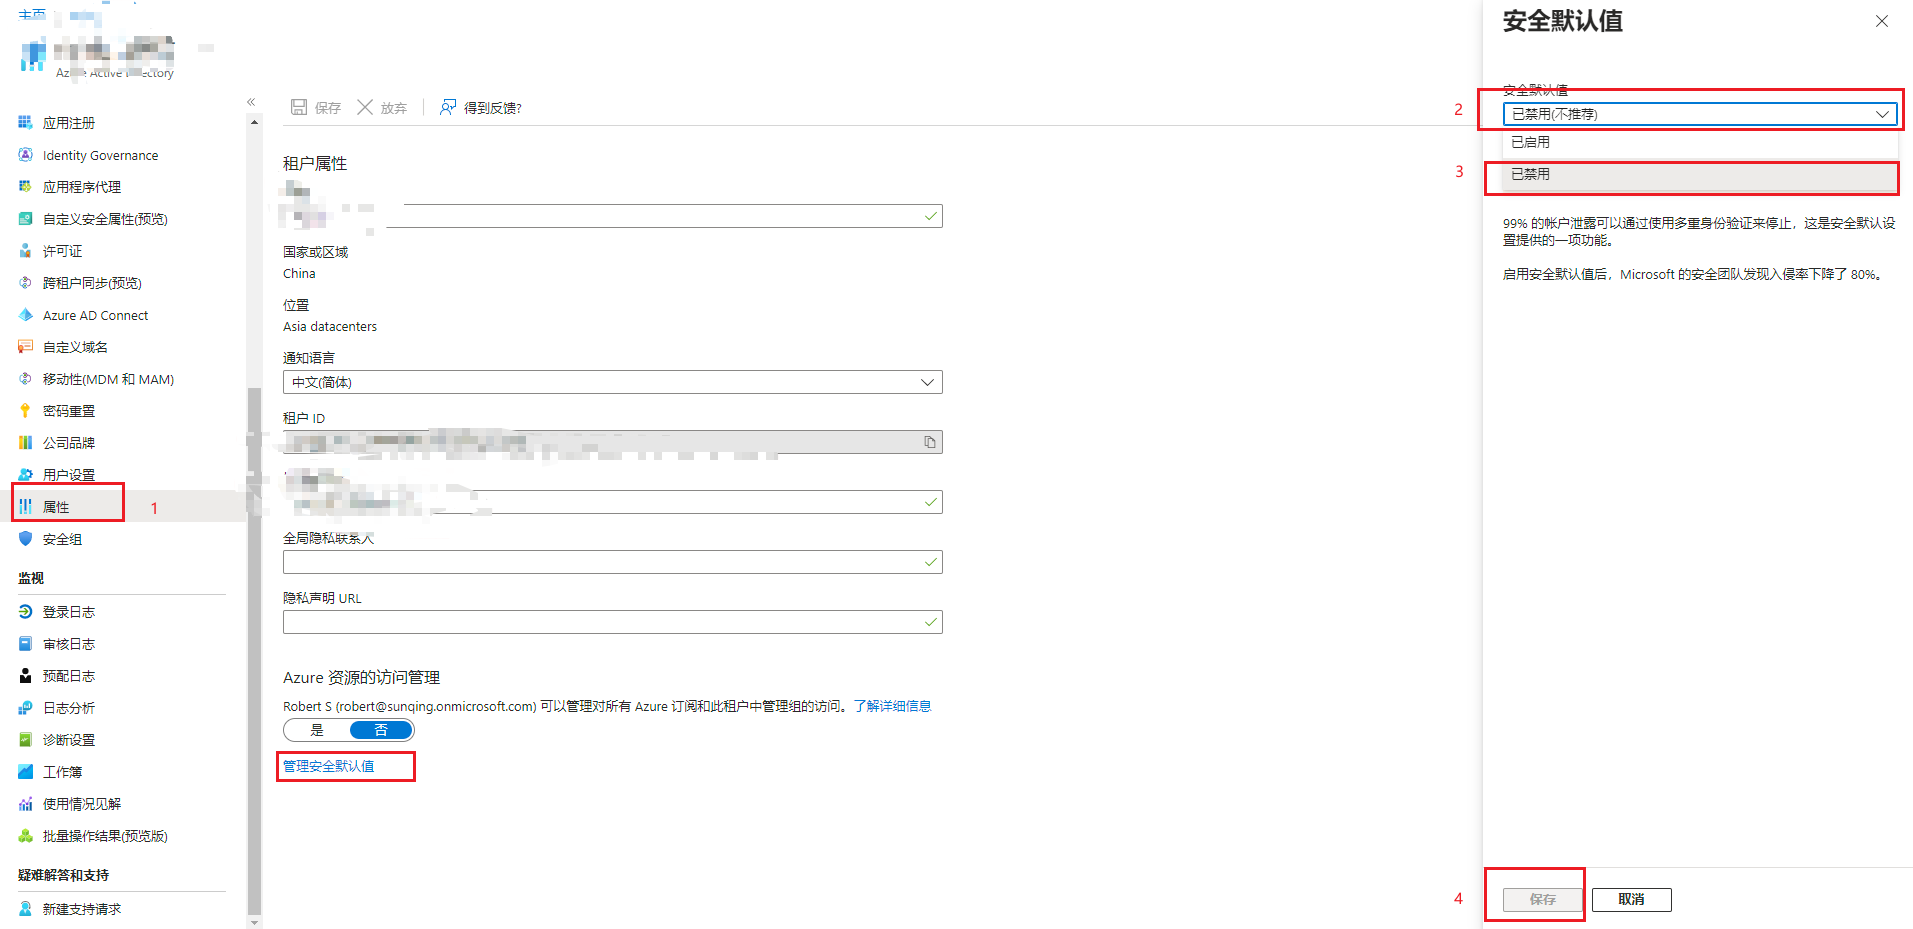 主页
Azure Active Directory
应用注册
Identity Governance
应用程序代理
自定义安全属性(预览)
许可证
跨租户同步(预览)
Azure AD Connect
自定义域名
移动性(MDM 和 MAM)
密码重置
公司品牌
用户设置
属性
1
安全组
监视
登录日志
审核日志
预配日志
日志分析
诊断设置
工作簿
使用情况见解
批量操作结果(预览版)
疑难解答和支持
新建支持请求
保存 放弃 得到反馈?
租户属性
国家或区域
China
位置
Asia datacenters
通知语言
中文(简体)
租户 ID
全局隐私联系人
隐私声明 URL
Azure 资源的访问管理
Robert S (robert@sunqing.onmicrosoft.com) 可以管理对所有 Azure 订阅和此租户中管理组的访问。了解详细信息
是 否
管理安全默认值
安全默认值
安全默认值
2
已禁用(不推荐)
已启用
3
已禁用
99% 的帐户泄露可以通过使用多重身份验证来停止，这是安全默认设
置提供的一项功能。
启用安全默认值后，Microsoft 的安全团队发现入侵率下降了 80%。
4
保存 取消